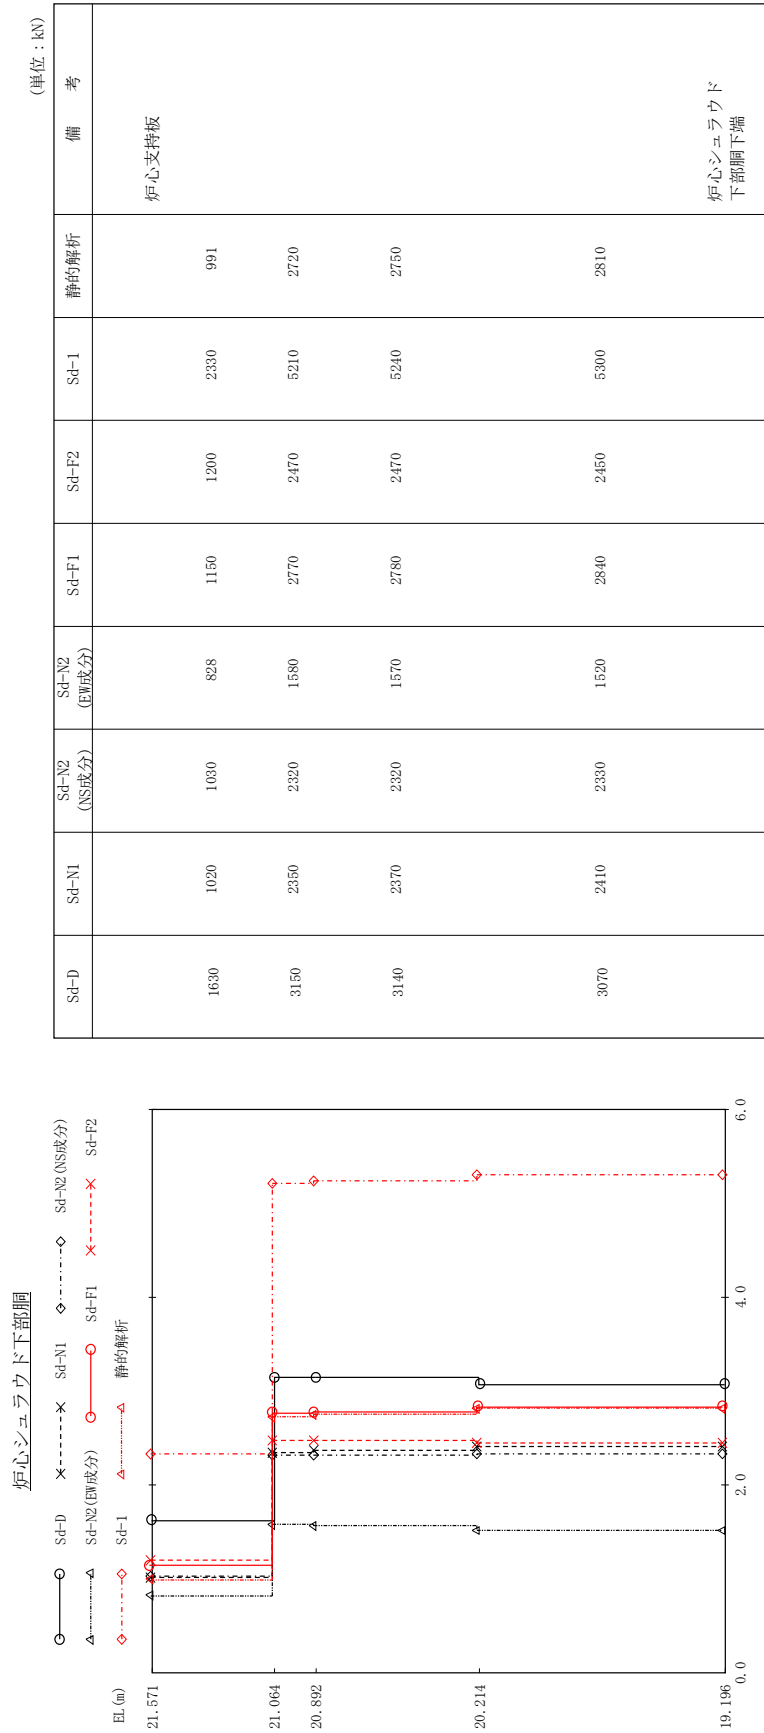 炉心シュラウド下部胴
Sd-D Sd-N1 Sd-N2(NS成分)
Sd-N2(EW成分) Sd-F1 Sd-F2
Sd-1 静的解析
EL(m)
21.571
21.064
20.892
20.214
19.196
0.0 2.0 4.0 6.0
(単位：kN)
Sd-D Sd-N1 Sd-N2 (NS成分) Sd-N2 (EW成分) Sd-F1 Sd-F2 Sd-1 静的解析 備 考
炉心支持板
1630 1020 1030 828 1150 1200 2330 991
3150 2350 2320 1580 2770 2470 5210 2720
3140 2370 2320 1570 2780 2470 5240 2750
3070 2410 2330 1520 2840 2450 5300 2810
炉心シュラウド
下部胴下端